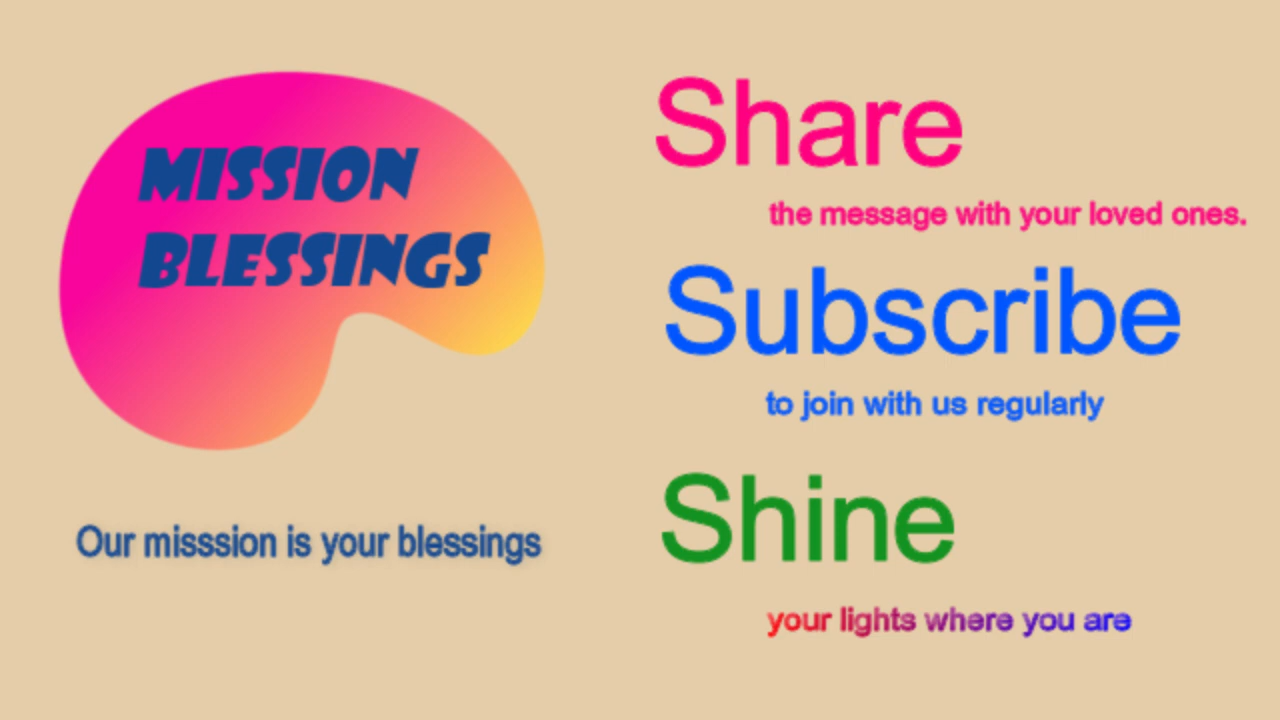 MISSION
BLESSINGS
Our misssion is your blessings
Share
the message with your loved ones.
Subscribe
to join with us regularly
Shine
your lights where you are